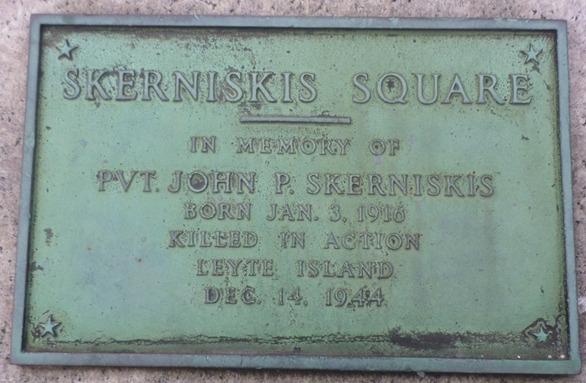 SKERNISKIS SQUARE
IN MEMORY OF
PVT. JOHN P. SKERNISKIS
BORN JAN. 3, 1916
KILLED IN ACTION
LEYTE ISLAND
DEC. 14, 1944